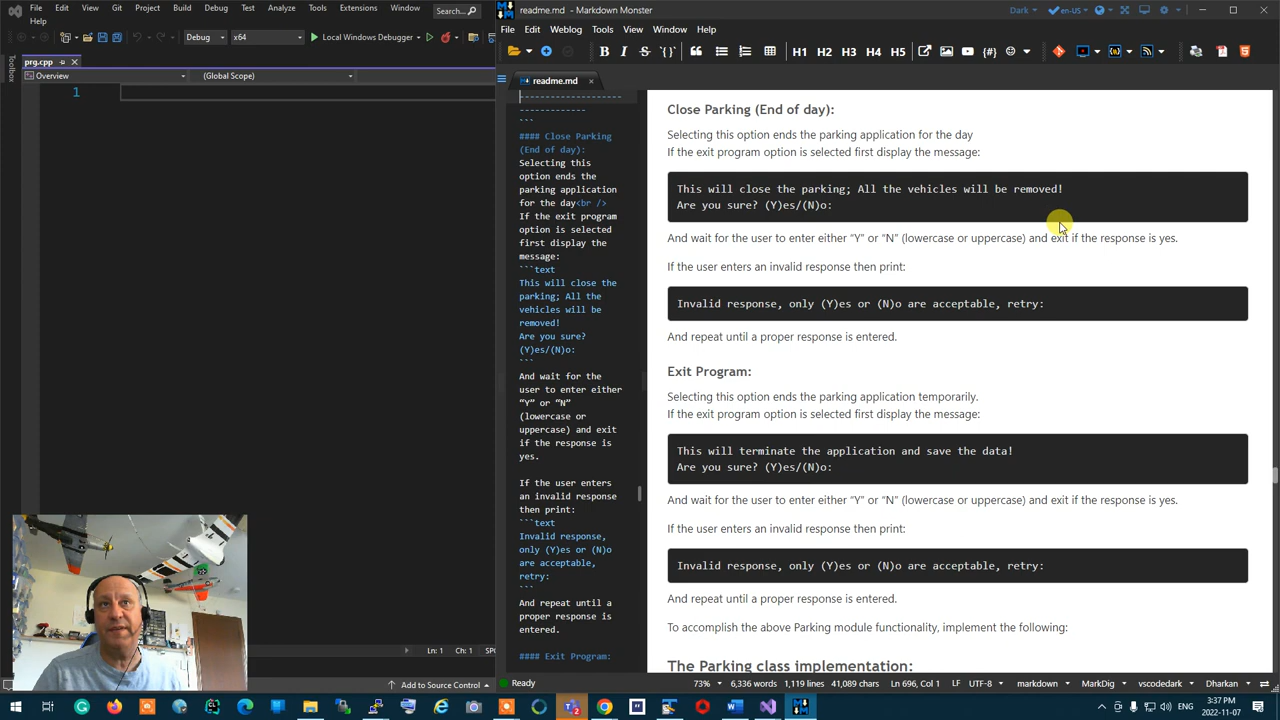 File Edit View Git Project Build Debug Test Analyze Tools Extensions Window Search...
Help
Debug x64 Local Windows Debugger
Toolbox
prg.cpp
Overview (Global Scope)
1
Ln: 1 Ch: 1
Add to Source Control
readme.md - Markdown Monster
Dark en-US
File Edit Weblog Tools View Window Help
H1 H2 H3 H4 H5
readme.md
--------------------
-------------
```
#### Close Parking
(End of day):
Selecting this
option ends the
parking application
for the day<br />
If the exit program
option is selected
first display the
message:
```text
This will close the
parking; All the
vehicles will be
removed!
Are you sure?
(Y)es/(N)o:
```
And wait for the
user to enter either
“Y” or “N”
(lowercase or
uppercase) and exit
if the response is
yes.
If the user enters
an invalid response
then print:
```text
Invalid response,
only (Y)es or (N)o
are acceptable,
retry:
```
And repeat until a
proper response is
entered.
#### Exit Program:
Close Parking (End of day):
Selecting this option ends the parking application for the day
If the exit program option is selected first display the message:
This will close the parking; All the vehicles will be removed!
Are you sure? (Y)es/(N)o:
And wait for the user to enter either “Y” or “N” (lowercase or uppercase) and exit if the response is yes.
If the user enters an invalid response then print:
Invalid response, only (Y)es or (N)o are acceptable, retry:
And repeat until a proper response is entered.
Exit Program:
Selecting this option ends the parking application temporarily.
If the exit program option is selected first display the message:
This will terminate the application and save the data!
Are you sure? (Y)es/(N)o:
And wait for the user to enter either “Y” or “N” (lowercase or uppercase) and exit if the response is yes.
If the user enters an invalid response then print:
Invalid response, only (Y)es or (N)o are acceptable, retry:
And repeat until a proper response is entered.
To accomplish the above Parking module functionality, implement the following:
The Parking class implementation:
Ready 73% 6,336 words 1,119 lines 41,089 chars Ln 696, Col 1 LF UTF-8 markdown MarkDig vscodedark Dharkan
ENG 3:37 PM
2022-11-07